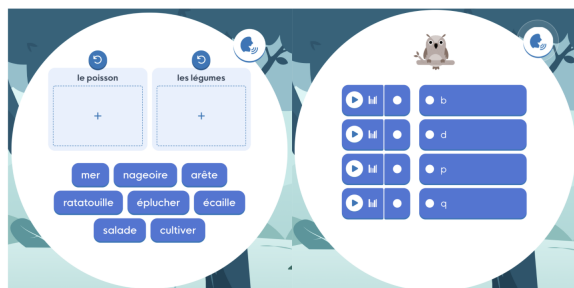 le poisson les légumes
+ +
mer nageoire arête
ratatouille éplucher écaille
salade cultiver
b
d
p
q